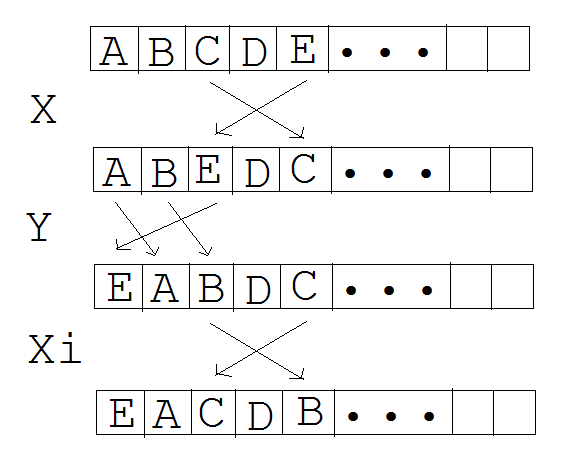 A B C D E • • •
X
A B E D C • • •
Y
E A B D C • • •
Xi
E A C D B • • •